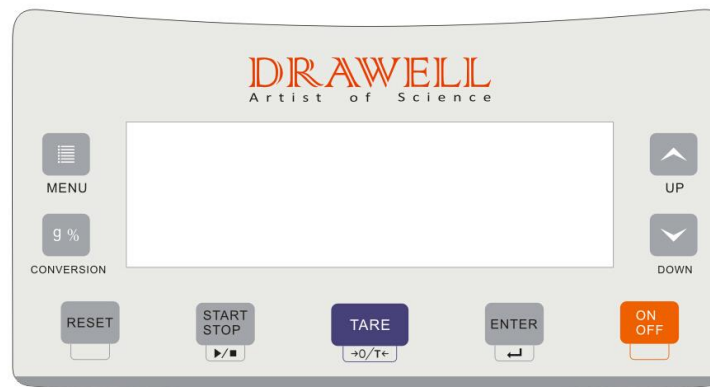 DRAWELL
Artist of Science
MENU
UP
g %
CONVERSION
DOWN
RESET
START
STOP
TARE
→0/T←
ENTER
ON
OFF